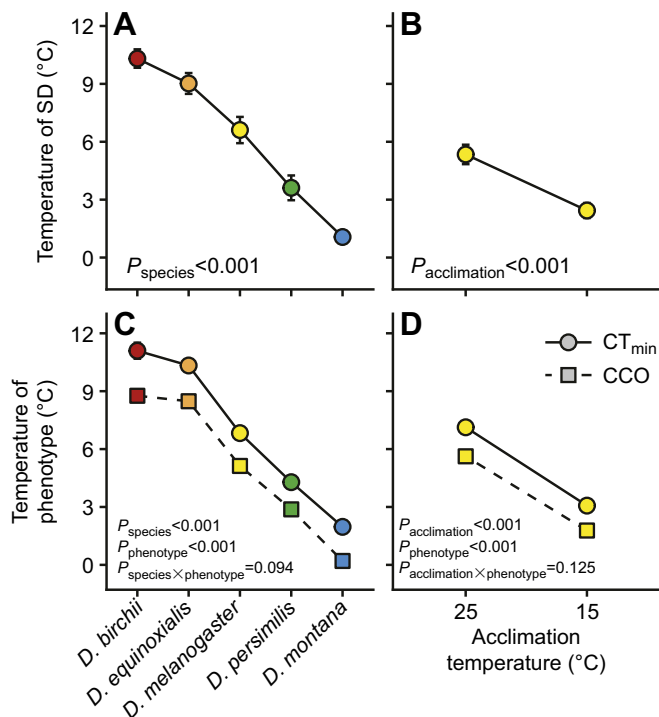 A
B
Temperature of SD (°C)
12
9
6
3
0
P species<0.001
P acclimation<0.001
C
D
Temperature of
phenotype (°C)
12
9
6
3
0
CTmin
CCO
Pspecies<0.001
Pphenotype<0.001
Pspecies×phenotype=0.094
Pacclimation<0.001
Pphenotype<0.001
Pacclimation×phenotype=0.125
D. birchii
D. equinoxialis
D. melanogaster
D. persimilis
D. montana
25
15
Acclimation
temperature (°C)